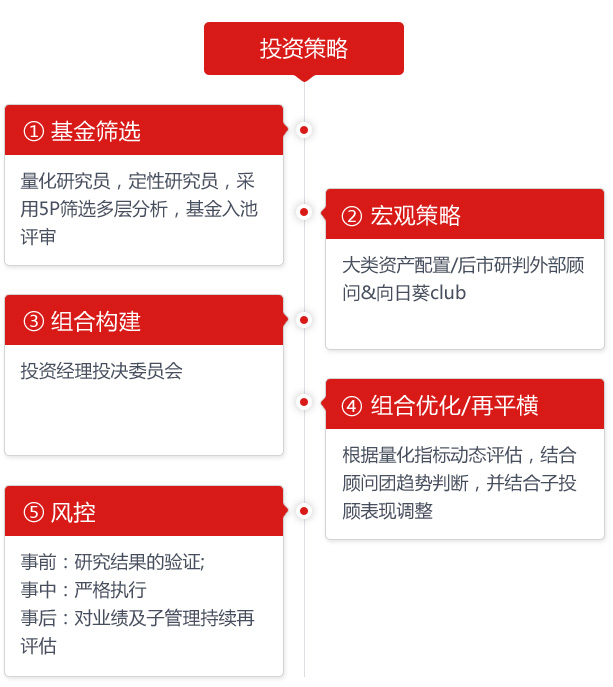 投资策略
① 基金筛选
量化研究员，定性研究员，采
用5P筛选多层分析，基金入池
评审
② 宏观策略
大类资产配置/后市研判外部顾
问&向日葵club
③ 组合构建
投资经理投决委员会
④ 组合优化/再平横
根据量化指标动态评估，结合
顾问团趋势判断，并结合子投
顾表现调整
⑤ 风控
事前：研究结果的验证;
事中：严格执行
事后：对业绩及子管理持续再
评估